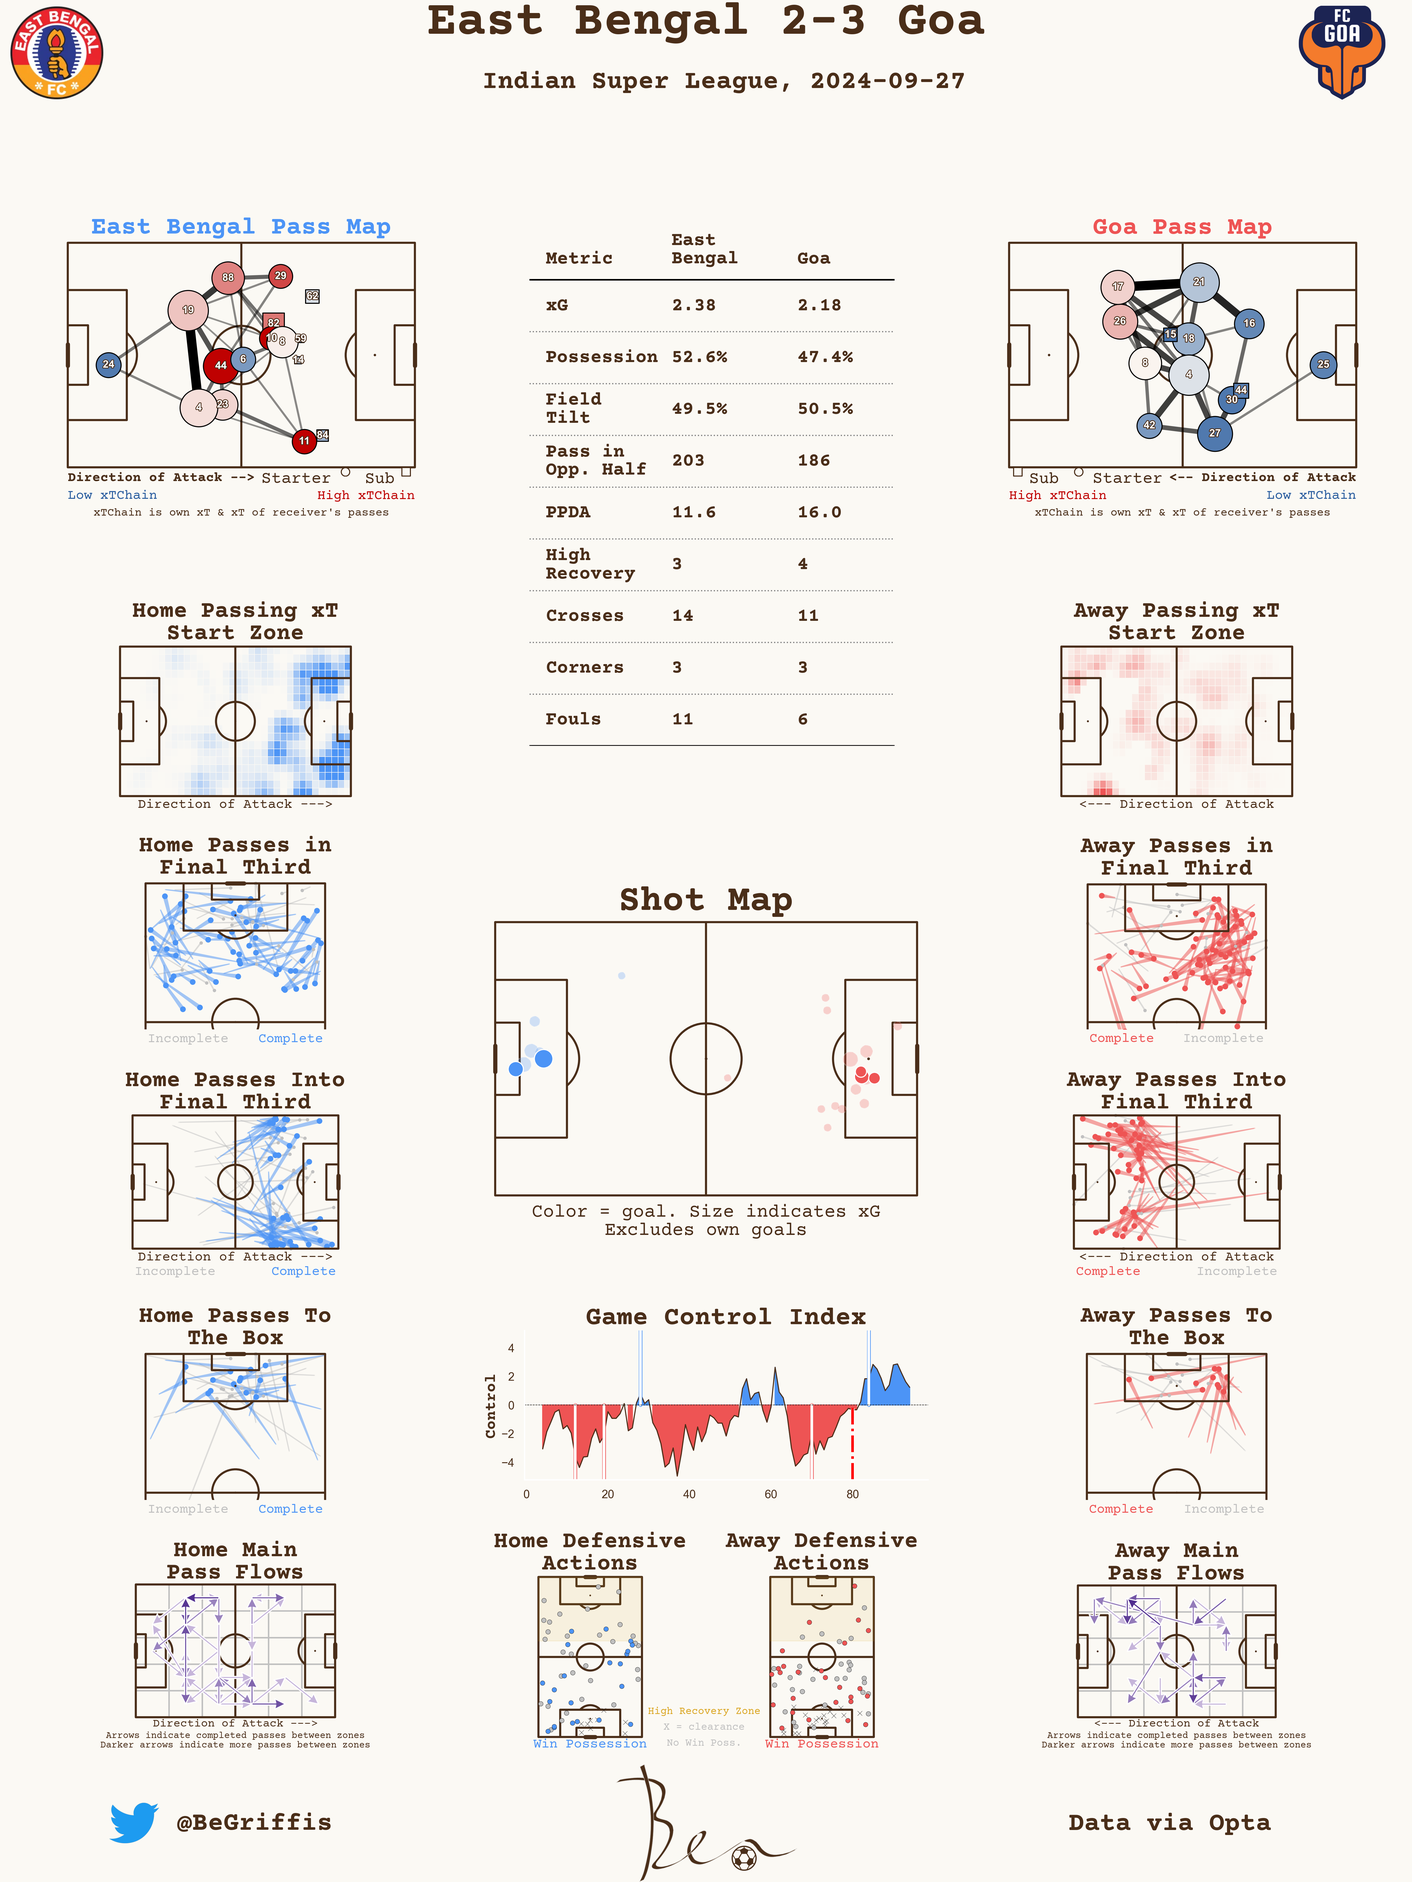 East Bengal 2-3 Goa
Indian Super League, 2024-09-27
EAST BENGAL
FC
FC
GOA
East Bengal Pass Map
88
29
62
19
82
10
8
59
14
24
44
6
4
23
11
84
Direction of Attack --> Starter Sub
Low xTChain High xTChain
xTChain is own xT & xT of receiver's passes
Metric East Bengal Goa
xG 2.38 2.18
Possession 52.6% 47.4%
Field Tilt 49.5% 50.5%
Pass in Opp. Half 203 186
PPDA 11.6 16.0
High Recovery 3 4
Crosses 14 11
Corners 3 3
Fouls 11 6
Goa Pass Map
17
21
26
15
18
16
8
4
25
44
30
42
27
Sub Starter <-- Direction of Attack
High xTChain Low xTChain
xTChain is own xT & xT of receiver's passes
Home Passing xT
Start Zone
Direction of Attack --->
Away Passing xT
Start Zone
<--- Direction of Attack
Home Passes in
Final Third
Incomplete Complete
Away Passes in
Final Third
Complete Incomplete
Shot Map
Color = goal. Size indicates xG
Excludes own goals
Home Passes Into
Final Third
Direction of Attack --->
Incomplete Complete
Away Passes Into
Final Third
<--- Direction of Attack
Complete Incomplete
Home Passes To
The Box
Incomplete Complete
Game Control Index
Control
4
2
0
−2
−4
0 20 40 60 80
Away Passes To
The Box
Complete Incomplete
Home Main
Pass Flows
Direction of Attack --->
Arrows indicate completed passes between zones
Darker arrows indicate more passes between zones
Home Defensive
Actions
Win Possession
High Recovery Zone
X = clearance
No Win Poss.
Away Defensive
Actions
Win Possession
Away Main
Pass Flows
<--- Direction of Attack
Arrows indicate completed passes between zones
Darker arrows indicate more passes between zones
@BeGriffis
Ben
Data via Opta